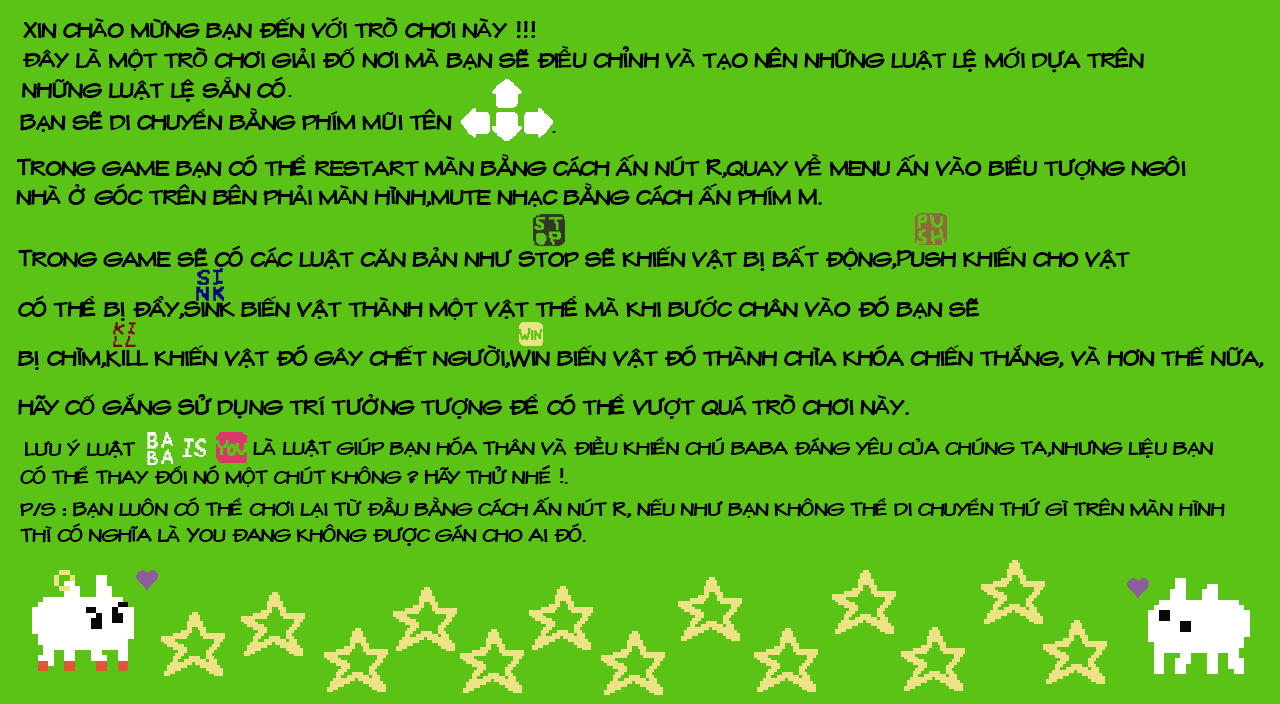 XIN CHÀO MỪNG BẠN ĐẾN VỚI TRÒ CHƠI NÀY !!!
ĐÂY LÀ MỘT TRÒ CHƠI GIẢI ĐỐ NƠI MÀ BẠN SẼ ĐIỀU CHỈNH VÀ TẠO NÊN NHỮNG LUẬT LỆ MỚI DỰA TRÊN
NHỮNG LUẬT LỆ SẴN CÓ.
BẠN SẼ DI CHUYỂN BẰNG PHÍM MŨI TÊN .
TRONG GAME BẠN CÓ THỂ RESTART MÀN BẰNG CÁCH ẤN NÚT R,QUAY VỀ MENU ẤN VÀO BIỂU TƯỢNG NGÔI
NHÀ Ở GÓC TRÊN BÊN PHẢI MÀN HÌNH,MUTE NHẠC BẰNG CÁCH ẤN PHÍM M.
STOP PUSH
TRONG GAME SẼ CÓ CÁC LUẬT CĂN BẢN NHƯ STOP SẼ KHIẾN VẬT BỊ BẤT ĐỘNG,PUSH KHIẾN CHO VẬT
SINK
CÓ THỂ BỊ ĐẨY,SINK BIẾN VẬT THÀNH MỘT VẬT THỂ MÀ KHI BƯỚC CHÂN VÀO ĐÓ BẠN SẼ
KILL WIN
BỊ CHÌM,KILL KHIẾN VẬT ĐÓ GÂY CHẾT NGƯỜI,WIN BIẾN VẬT ĐÓ THÀNH CHÌA KHÓA CHIẾN THẮNG, VÀ HƠN THẾ NỮA,
HÃY CỐ GẮNG SỬ DỤNG TRÍ TƯỞNG TƯỢNG ĐỂ CÓ THỂ VƯỢT QUÁ TRÒ CHƠI NÀY.
LƯU Ý LUẬT BABA IS YOU LÀ LUẬT GIÚP BẠN HÓA THÂN VÀ ĐIỀU KHIỂN CHÚ BABA ĐÁNG YÊU CỦA CHÚNG TA,NHƯNG LIỆU BẠN
CÓ THỂ THAY ĐỔI NÓ MỘT CHÚT KHÔNG ? HÃY THỬ NHÉ !.
P/S : BẠN LUÔN CÓ THỂ CHƠI LẠI TỪ ĐẦU BẰNG CÁCH ẤN NÚT R, NẾU NHƯ BẠN KHÔNG THỂ DI CHUYỂN THỨ GÌ TRÊN MÀN HÌNH
THÌ CÓ NGHĨA LÀ YOU ĐANG KHÔNG ĐƯỢC GÁN CHO AI ĐÓ.